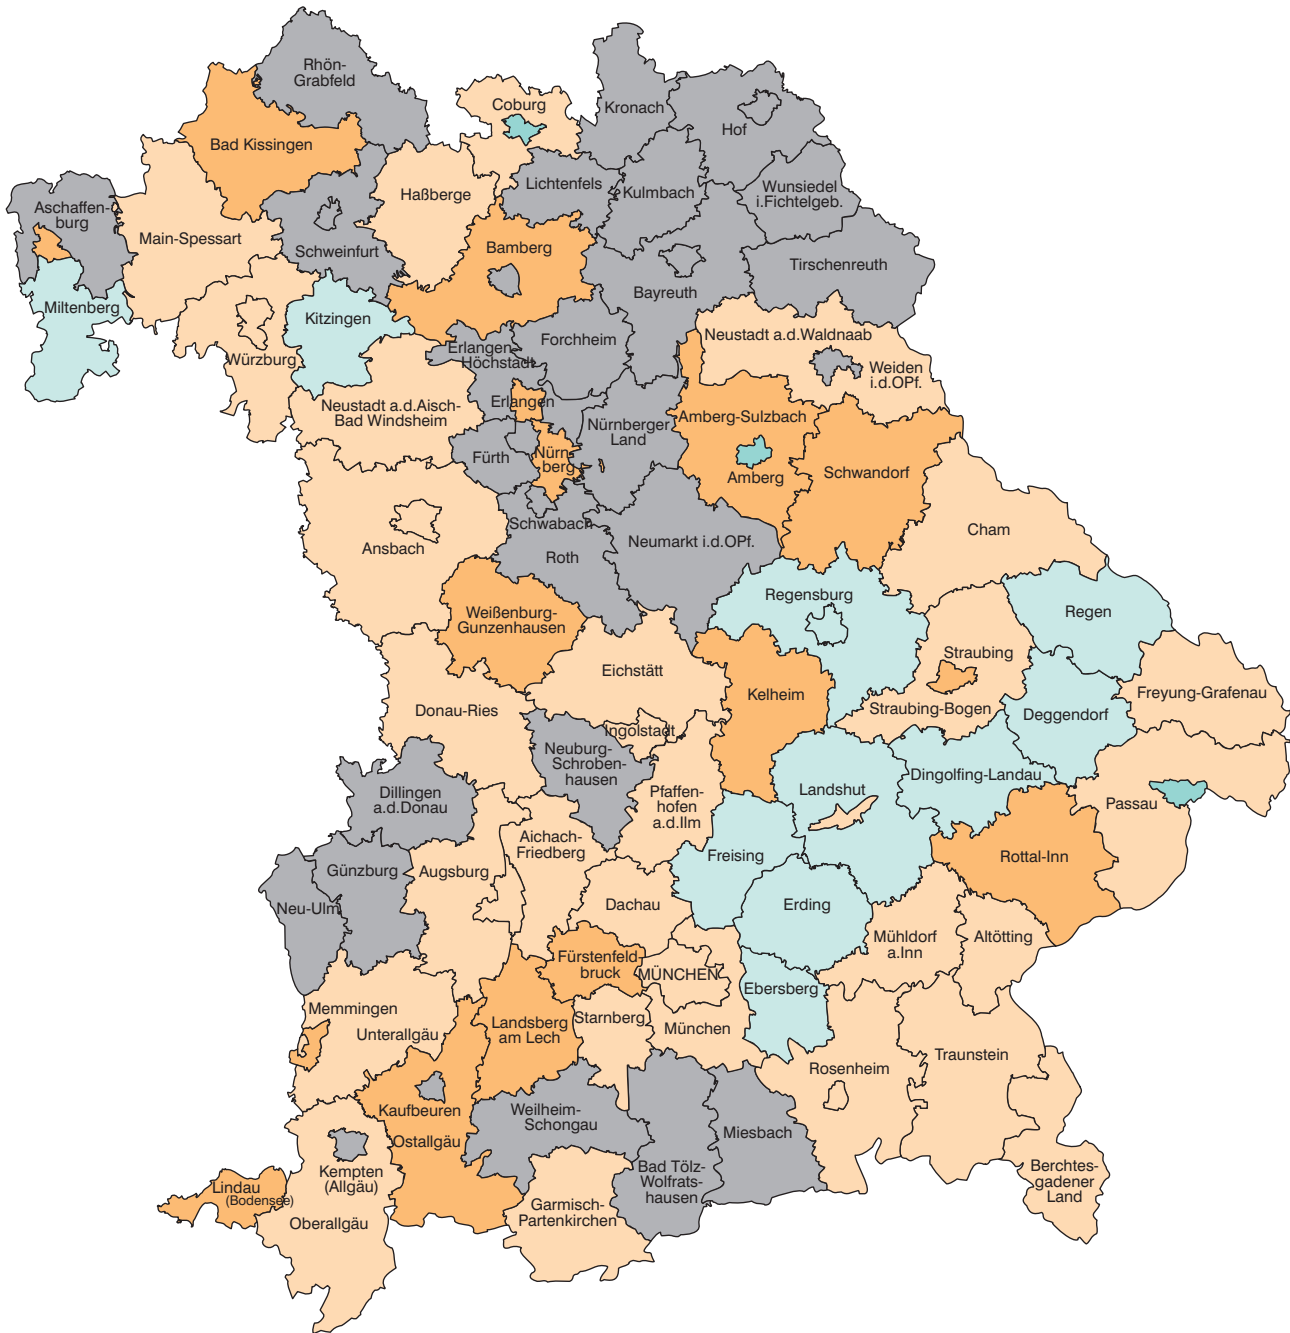 Rhön-
Grabfeld
Coburg
Kronach
Hof
Bad Kissingen
Lichtenfels
Kulmbach
Wunsiedel
i.Fichtelgeb.
Haßberge
Aschaffen-
burg
Main-Spessart
Schweinfurt
Bamberg
Tirschenreuth
Bayreuth
Miltenberg
Kitzingen
Würzburg
Erlangen-
Höchstadt
Forchheim
Neustadt a.d.Waldnaab
Weiden
i.d.OPf.
Neustadt a.d.Aisch-
Bad Windsheim
Erlangen
Nürnberger
Land
Amberg-Sulzbach
Fürth
Nürn-
berg
Amberg
Schwandorf
Schwabach
Ansbach
Roth
Neumarkt i.d.OPf.
Cham
Weißenburg-
Gunzenhausen
Regensburg
Regen
Straubing
Eichstätt
Kelheim
Freyung-Grafenau
Donau-Ries
Straubing-Bogen
Deggendorf
Ingolstadt
Neuburg-
Schroben-
hausen
Dillingen
a.d.Donau
Pfaffen-
hofen
a.d.Ilm
Landshut
Dingolfing-Landau
Passau
Aichach-
Friedberg
Freising
Rottal-Inn
Günzburg
Augsburg
Neu-Ulm
Dachau
Erding
Mühldorf
a.Inn
Altötting
Fürstenfeld-
bruck
MÜNCHEN
Ebersberg
Memmingen
Unterallgäu
Landsberg
am Lech
Starnberg
München
Traunstein
Rosenheim
Kaufbeuren
Ostallgäu
Weilheim-
Schongau
Miesbach
Kempten
(Allgäu)
Bad Tölz-
Wolfrats-
hausen
Berchtes-
gadener
Land
Lindau
(Bodensee)
Oberallgäu
Garmisch-
Partenkirchen